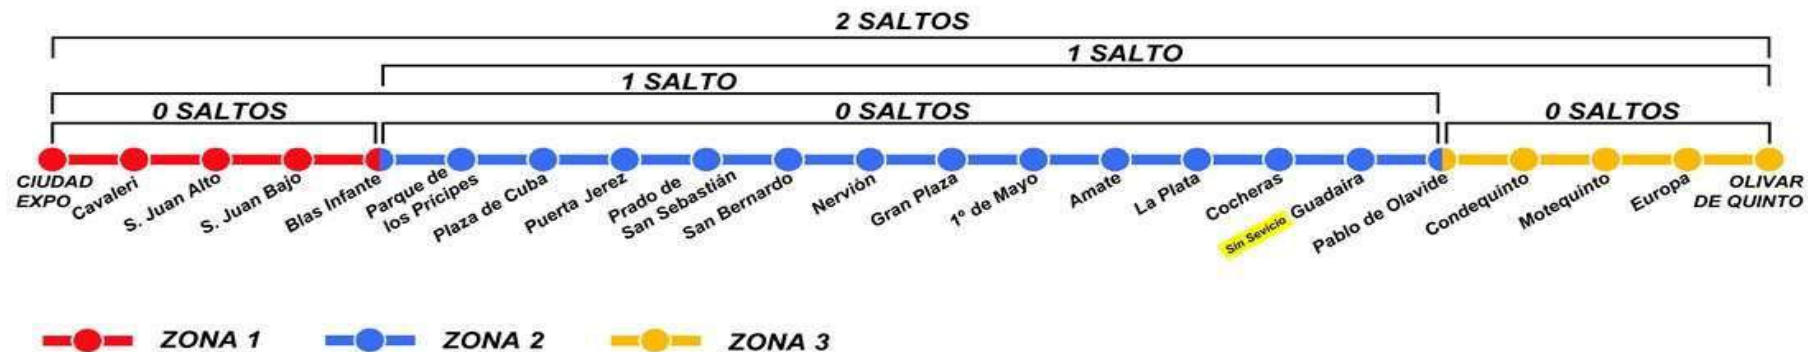 2 SALTOS
1 SALTO
1 SALTO
0 SALTOS
0 SALTOS
0 SALTOS
CIUDAD
EXPO
Cavaleri
S. Juan Alto
S. Juan Bajo
Blas Infante
Parque de
los Prícipes
Plaza de Cuba
Puerta Jerez
Prado de
San Sebastián
San Bernardo
Nervión
Gran Plaza
1º de Mayo
Amate
La Plata
Cocheras
Sin Sevicio Guadaira
Pablo de Olavide
Condequinto
Motequinto
Europa
OLIVAR
DE QUINTO
ZONA 1
ZONA 2
ZONA 3